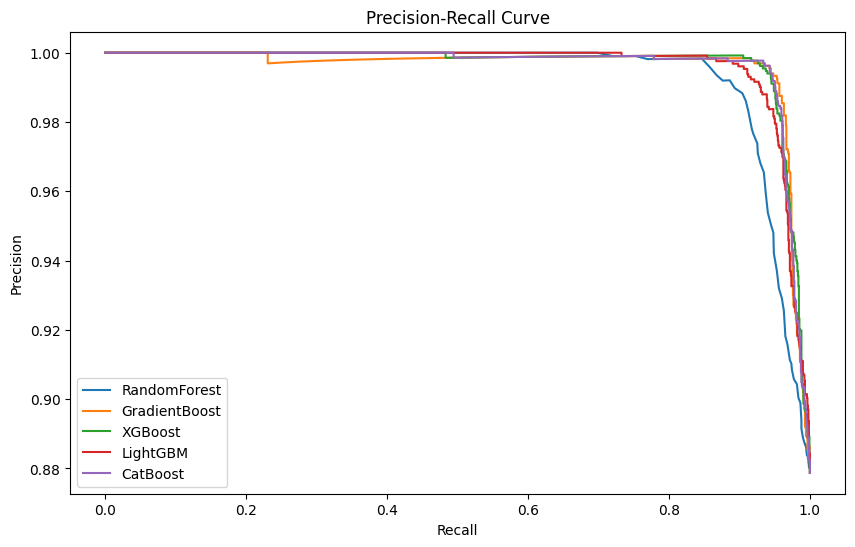 Precision-Recall Curve
1.00
0.98
0.96
0.94
0.92
0.90
0.88
Precision
RandomForest
GradientBoost
XGBoost
LightGBM
CatBoost
0.0
0.2
0.4
0.6
0.8
1.0
Recall